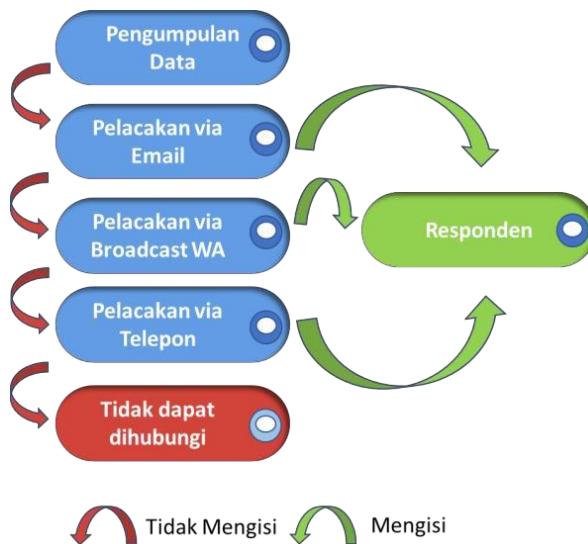 Pengumpulan
Data
Pelacakan via
Email
Pelacakan via
Broadcast WA
Responden
Pelacakan via
Telepon
Tidak dapat
dihubungi
Tidak Mengisi
Mengisi